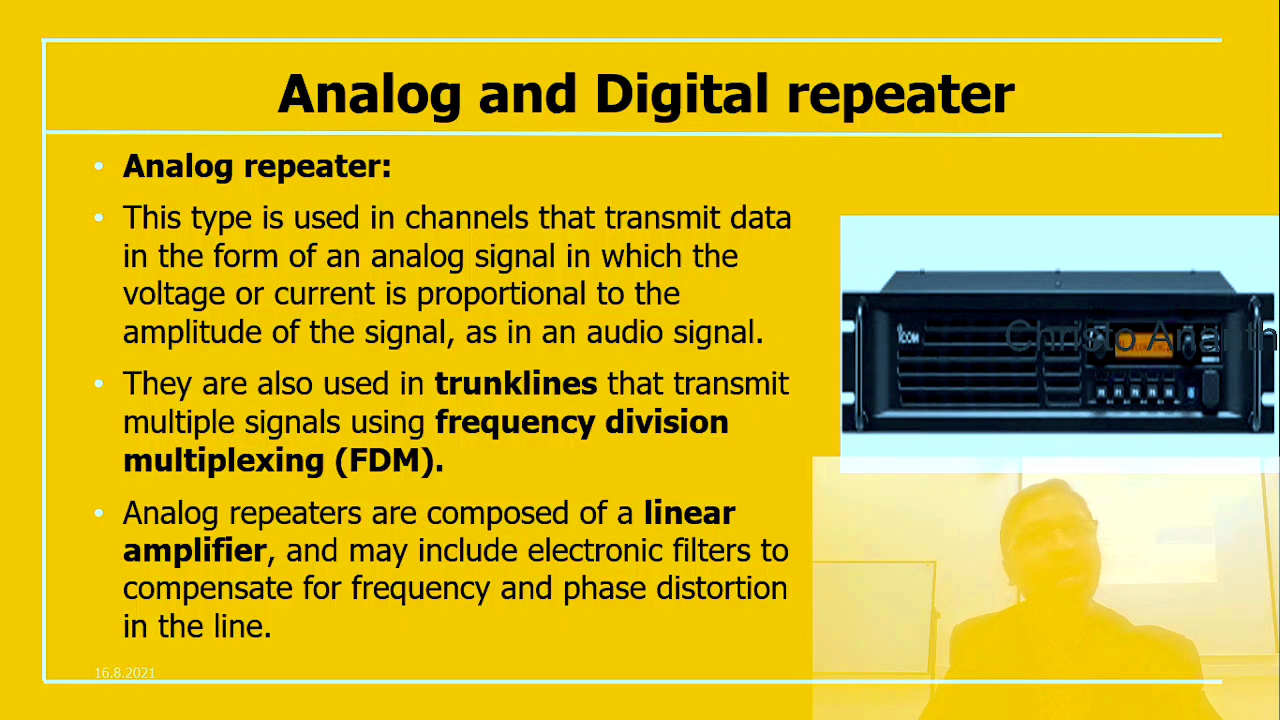 Analog and Digital repeater
• Analog repeater:
• This type is used in channels that transmit data
in the form of an analog signal in which the
voltage or current is proportional to the
amplitude of the signal, as in an audio signal.
• They are also used in trunklines that transmit
multiple signals using frequency division
multiplexing (FDM).
• Analog repeaters are composed of a linear
amplifier, and may include electronic filters to
compensate for frequency and phase distortion
in the line.
ICOM
Christo Ananth
16.8.2021